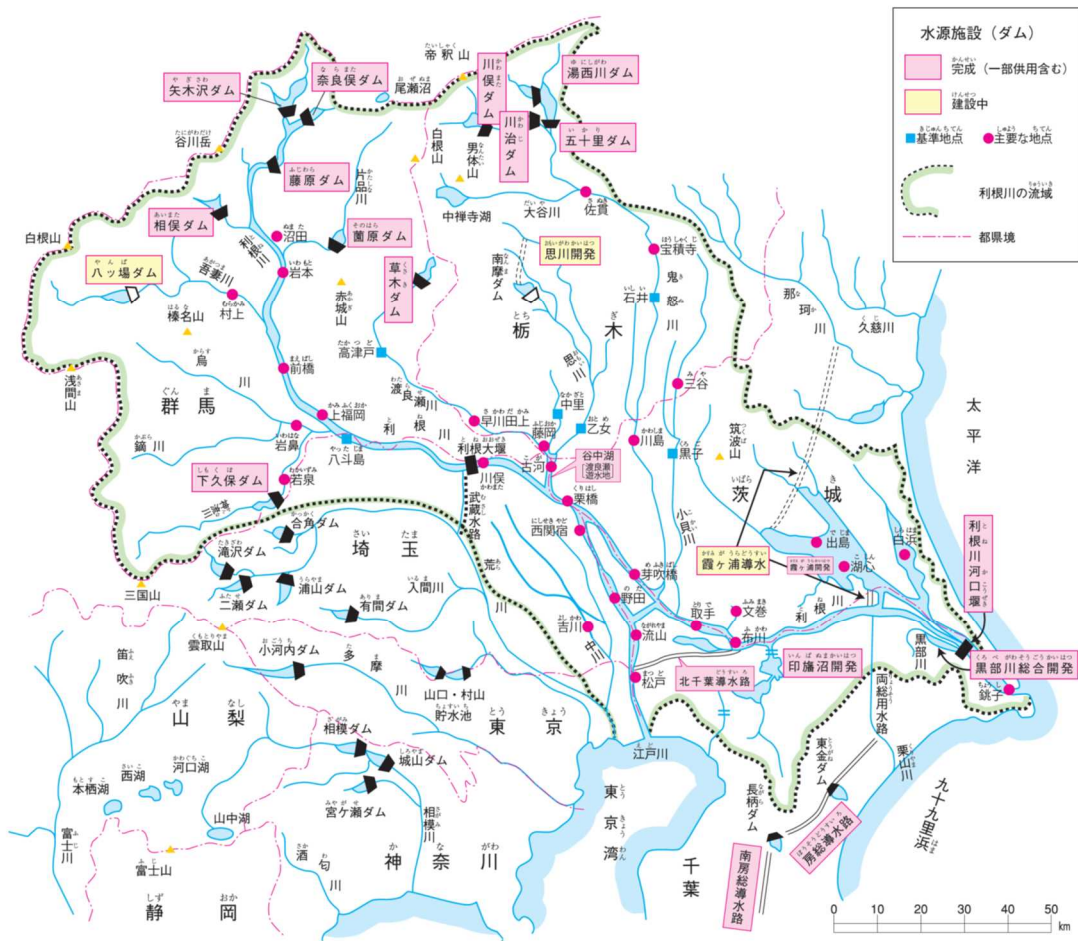 水源施設（ダム）
完成（一部供用含む）
建設中
基準地点
主要な地点
利根川の流域
都県境
帝釈山
川俣ダム
湯西川ダム
奈良俣ダム
矢木沢ダム
尾瀬沼
川治ダム
五十里ダム
谷川岳
白根山
男体山
藤原ダム
片品川
中禅寺湖
大谷川
佐貫
相俣ダム
利根川
沼田
薗原ダム
白根山
宝積寺
八ッ場ダム
吾妻川
岩本
草木ダム
思川開発
南摩ダム
鬼怒川
石井
那珂川
久慈川
村上
榛名山
赤城山
栃木
烏川
前橋
高津戸
思川
三谷
浅間山
群馬
渡良瀬川
中里
太平洋
上福岡
早川田上
藤岡
乙女
川島
黒子
筑波山
鏑川
岩鼻
八斗島
利根川
利根大堰
川俣
古河
谷中湖
［渡良瀬遊水地］
茨城
下久保ダム
若泉
武蔵水路
栗橋
西関宿
小貝川
出島
白浜
利根川河口堰
合角ダム
埼玉
霞ヶ浦導水
霞ヶ浦開発
湖心
滝沢ダム
浦山ダム
入間川
荒川
芽吹橋
三国山
二瀬ダム
有間ダム
野田
取手
文巻
利根川
雲取山
小河内ダム
吉川
中川
流山
布川
黒部川
笛吹川
多摩川
北千葉導水路
印旛沼開発
黒部川総合開発
山口・村山
貯水池
松戸
銚子
山梨
東京
両総用水路
相模ダム
城山ダム
江戸川
東金ダム
栗山川
本栖湖
西湖
河口湖
宮ケ瀬ダム
相模川
東京湾
長柄ダム
九十九里浜
山中湖
房総導水路
富士川
富士山
酒匂川
神奈川
千葉
南房総導水路
静岡
0 10 20 30 40 50
km